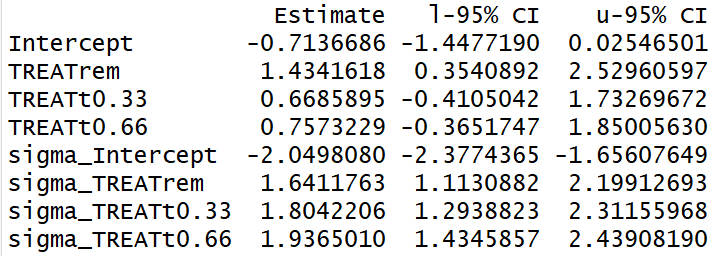 Estimate l-95% CI u-95% CI
Intercept -0.7136686 -1.4477190 0.02546501
TREATrem 1.4341618 0.3540892 2.52960597
TREATt0.33 0.6685895 -0.4105042 1.73269672
TREATt0.66 0.7573229 -0.3651747 1.85005630
sigma_Intercept -2.0498080 -2.3774365 -1.65607649
sigma_TREATrem 1.6411763 1.1130882 2.19912693
sigma_TREATt0.33 1.8042206 1.2938823 2.31155968
sigma_TREATt0.66 1.9365010 1.4345857 2.43908190